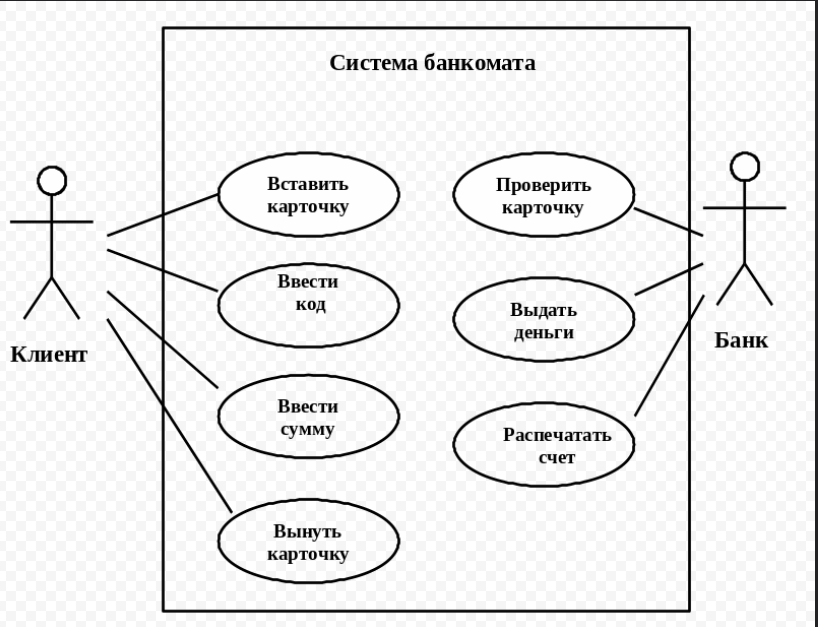 Система банкомата
Вставить
карточку
Ввести
код
Ввести
сумму
Вынуть
карточку
Проверить
карточку
Выдать
деньги
Распечатать
счет
Клиент
Банк